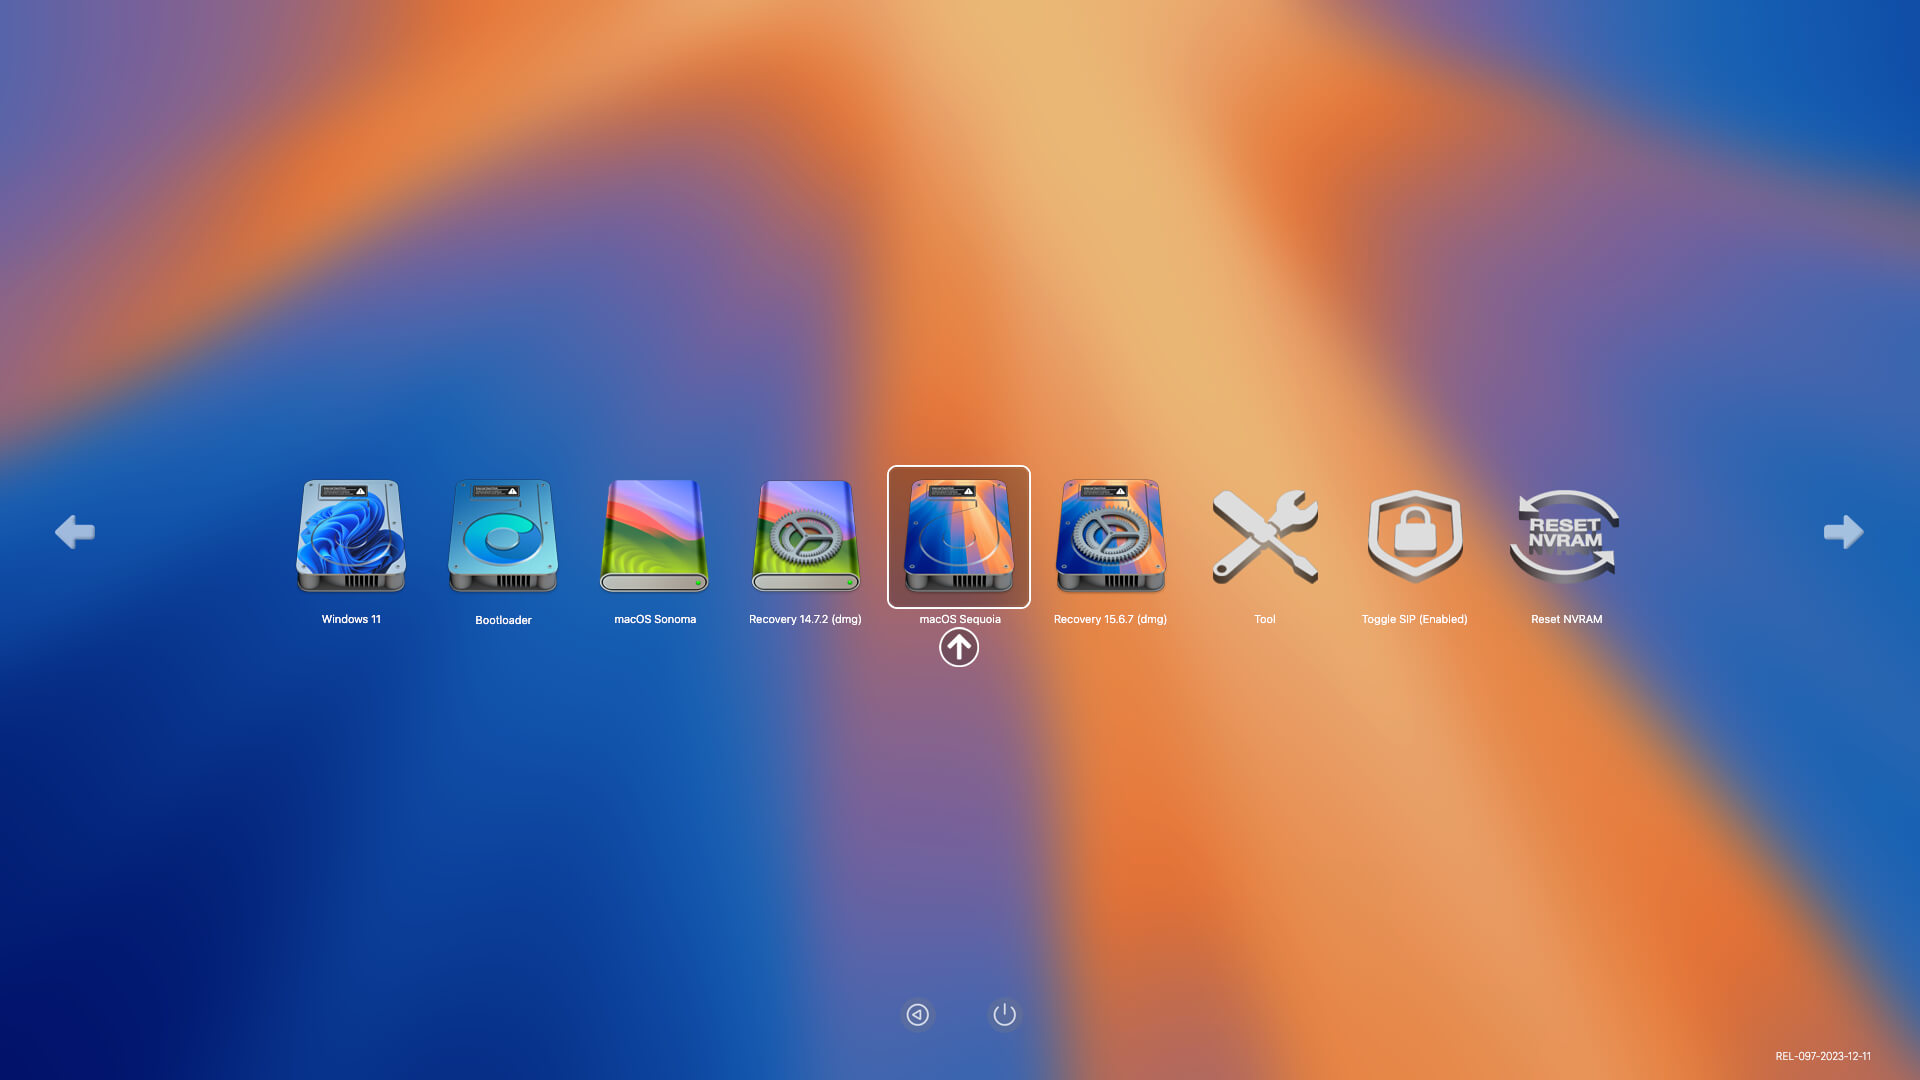 RESET
NVRAM
Windows 11
Bootloader
macOS Sonoma
Recovery 14.7.2 (dmg)
macOS Sequoia
Recovery 15.6.7 (dmg)
Tool
Toggle SIP (Enabled)
Reset NVRAM
REL-097-2023-12-11